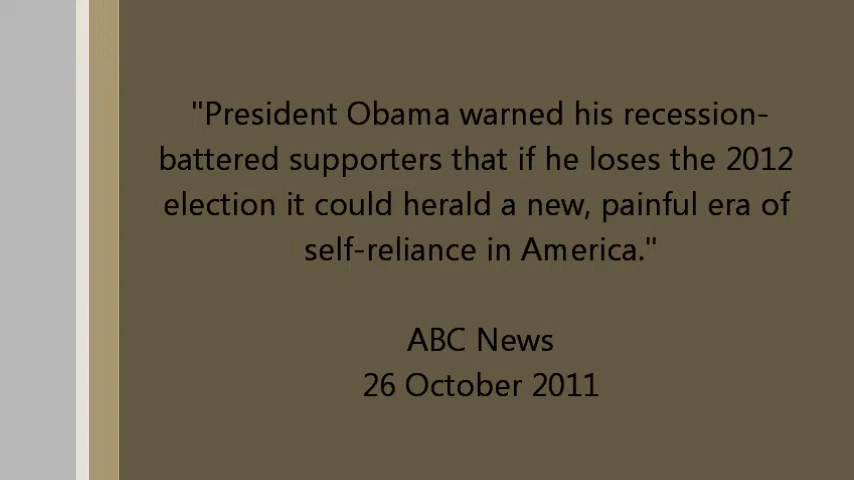 "President Obama warned his recession-
battered supporters that if he loses the 2012
election it could herald a new, painful era of
self-reliance in America."
ABC News
26 October 2011